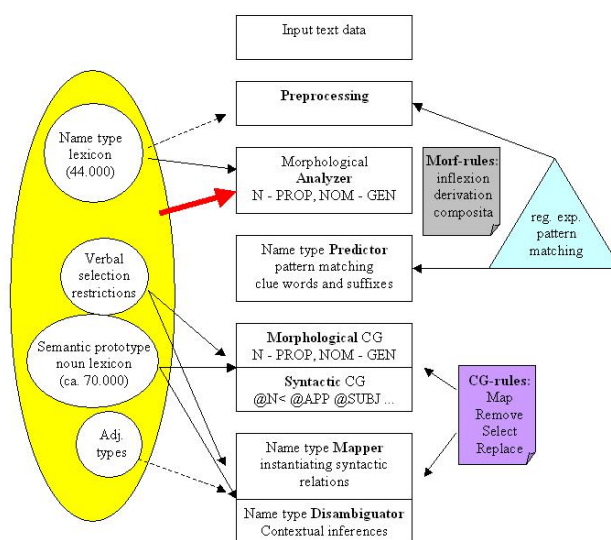 Input text data
Preprocessing
Name type
lexicon
(44.000)
Morphological
Analyzer
N - PROP, NOM - GEN
Morf-rules:
inflexion
derivation
composita
reg. exp.
pattern
matching
Name type Predictor
pattern matching
clue words and suffixes
Verbal
selection
restrictions
Semantic prototype
noun lexicon
(ca. 70.000)
Adj.
types
Morphological CG
N - PROP, NOM - GEN
Syntactic CG
@N< @APP @SUBJ ...
CG-rules:
Map
Remove
Select
Replace
Name type Mapper
instantiating syntactic
relations
Name type Disambiguator
Contextual inferences